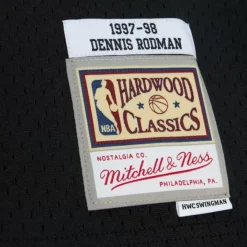 1997-98
DENNIS RODMAN
HARDWOOD
NBA
CLASSICS
NOSTALGIA CO.
Mitchell & Ness
PHILADELPHIA, PA.
HWC SWINGMAN